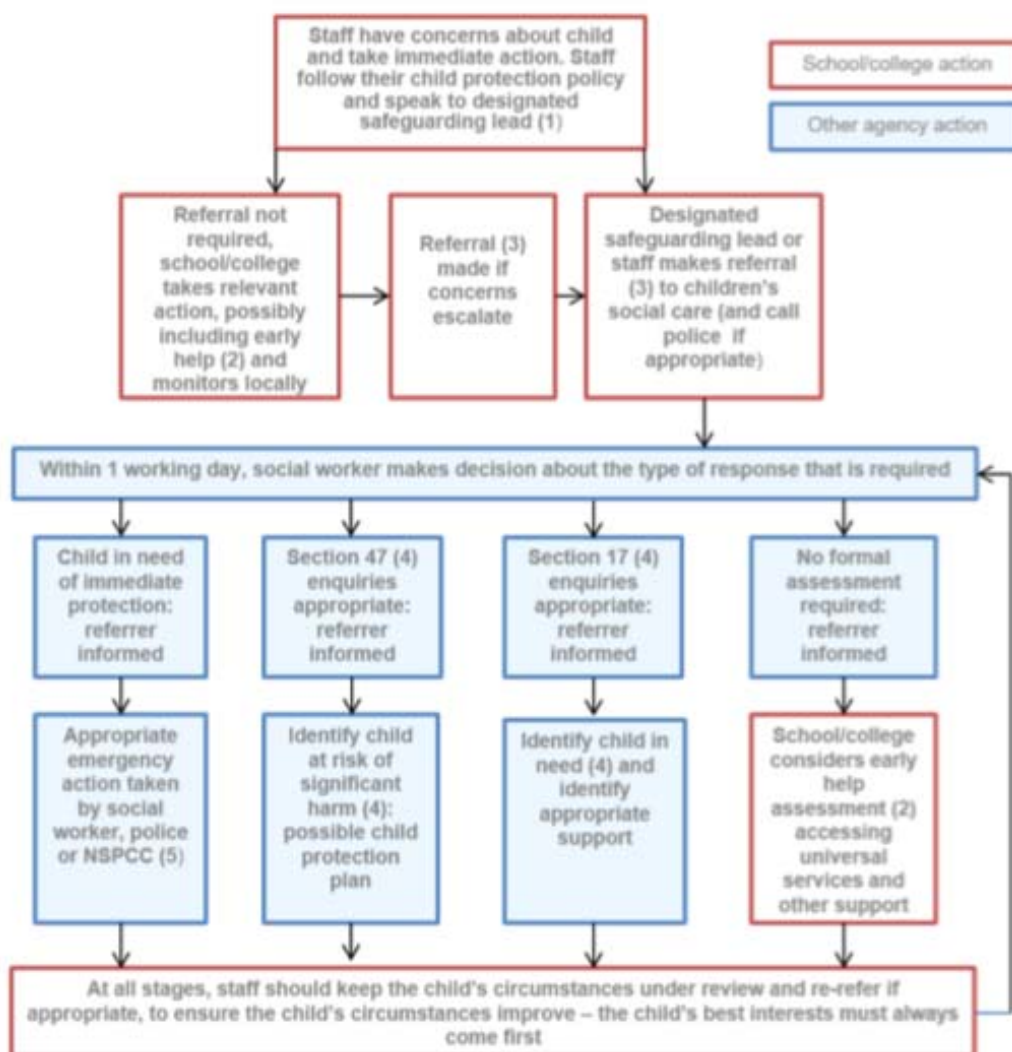 Staff have concerns about child
and take immediate action. Staff
follow their child protection policy
and speak to designated
safeguarding lead (1)
School/college action
Other agency action
Referral not
required,
school/college
takes relevant
action, possibly
including early
help (2) and
monitors locally
Referral (3)
made if
concerns
escalate
Designated
safeguarding lead or
staff makes referral
(3) to children's
social care (and call
police if
appropriate)
Within 1 working day, social worker makes decision about the type of response that is required
Child in need
of immediate
protection:
referrer
informed
Section 47 (4)
enquiries
appropriate:
referrer
informed
Section 17 (4)
enquiries
appropriate:
referrer
informed
No formal
assessment
required:
referrer
informed
Appropriate
emergency
action taken
by social
worker, police
or NSPCC (5)
Identify child
at risk of
significant
harm (4):
possible child
protection
plan
Identify child in
need (4) and
identify
appropriate
support
School/college
considers early
help
assessment (2)
accessing
universal
services and
other support
At all stages, staff should keep the child's circumstances under review and re-refer if
appropriate, to ensure the child's circumstances improve – the child's best interests must always
come first